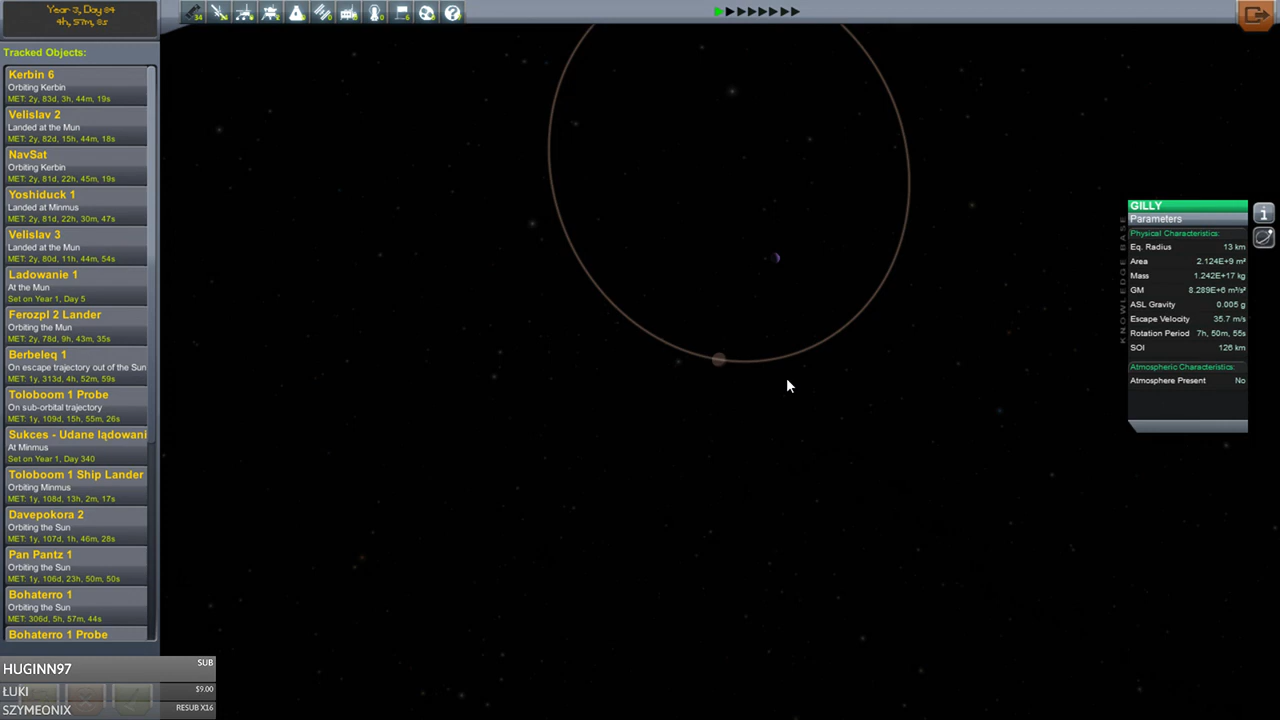 Year 3, Day 84
4h, 57m, 8s
Tracked Objects:
Kerbin 6
Orbiting Kerbin
MET: 2y, 83d, 3h, 44m, 19s
Velislav 2
Landed at the Mun
MET: 2y, 82d, 15h, 44m, 18s
NavSat
Orbiting Kerbin
MET: 2y, 81d, 22h, 45m, 19s
Yoshiduck 1
Landed at Minmus
MET: 2y, 81d, 22h, 30m, 47s
Velislav 3
Landed at the Mun
MET: 2y, 80d, 11h, 44m, 54s
Ladowanie 1
At the Mun
Set on Year 1, Day 5
Ferozpl 2 Lander
Orbiting the Mun
MET: 2y, 78d, 9h, 43m, 35s
Berbeleq 1
On escape trajectory out of the Sun
MET: 1y, 313d, 4h, 52m, 59s
Toloboom 1 Probe
On sub-orbital trajectory
MET: 1y, 109d, 15h, 55m, 26s
Sukces - Udane lądowani
At Minmus
Set on Year 1, Day 340
Toloboom 1 Ship Lander
Orbiting Minmus
MET: 1y, 108d, 13h, 2m, 17s
Davepokora 2
Orbiting the Sun
MET: 1y, 107d, 1h, 46m, 28s
Pan Pantz 1
Orbiting the Sun
MET: 1y, 106d, 23h, 50m, 50s
Bohaterro 1
Orbiting the Sun
MET: 306d, 5h, 57m, 44s
Bohaterro 1 Probe
HUGINN97 SUB
ŁUKI $9.00
SZYMEONIX RESUB X16
GILLY
Parameters
KNOWLEDGE BASE
Physical Characteristics:
Eq. Radius 13 km
Area 2.124E+9 m²
Mass 1.242E+17 kg
GM 8.289E+6 m³/s²
ASL Gravity 0.005 g
Escape Velocity 35.7 m/s
Rotation Period 7h, 50m, 55s
SOI 126 km
Atmospheric Characteristics:
Atmosphere Present No